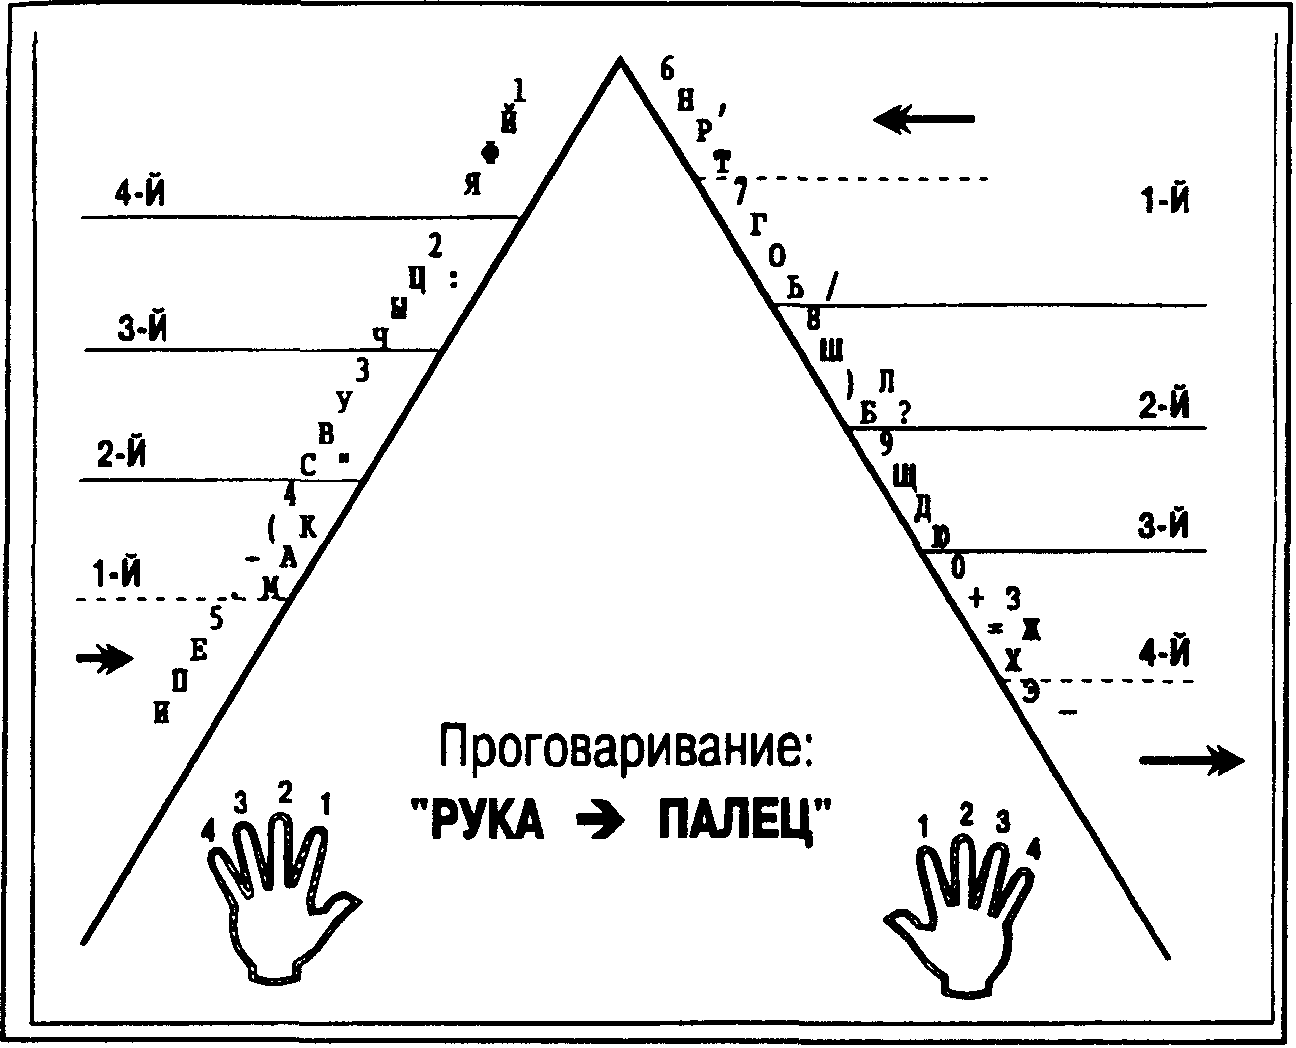 1
Й
Ф
Я
4-Й
2
Ц :
Ы
Ч
3-Й
3
У
В
С "
2-Й
4
( К
- А
. М
1-Й
5
Е
П
И
6
Н
Р ,
Т
7
Г
О
Ь /
1-Й
8
Ш
) Л
Б ?
2-Й
9
Щ
Д
Ю
3-Й
0
+ З
= Ж
Х
Э _
4-Й
Проговаривание:
"РУКА → ПАЛЕЦ"
4 3 2 1
1 2 3 4